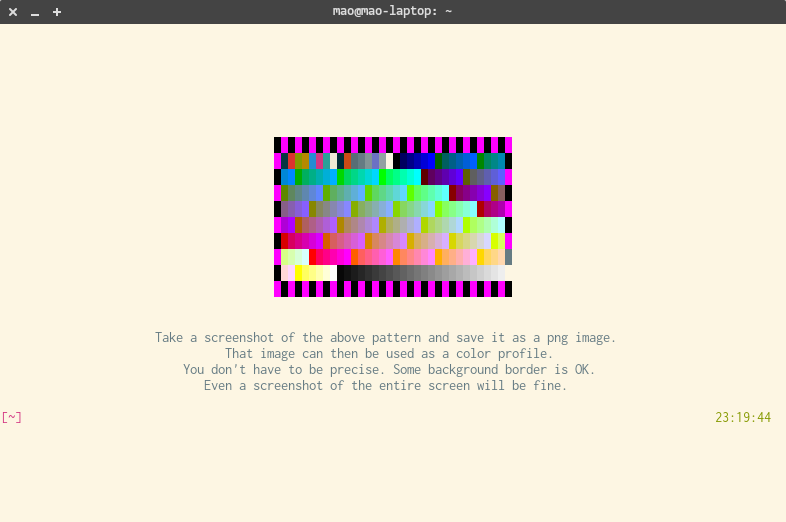 mao@mao-laptop: ~
Take a screenshot of the above pattern and save it as a png image.
That image can then be used as a color profile.
You don't have to be precise. Some background border is OK.
Even a screenshot of the entire screen will be fine.
[~] 23:19:44